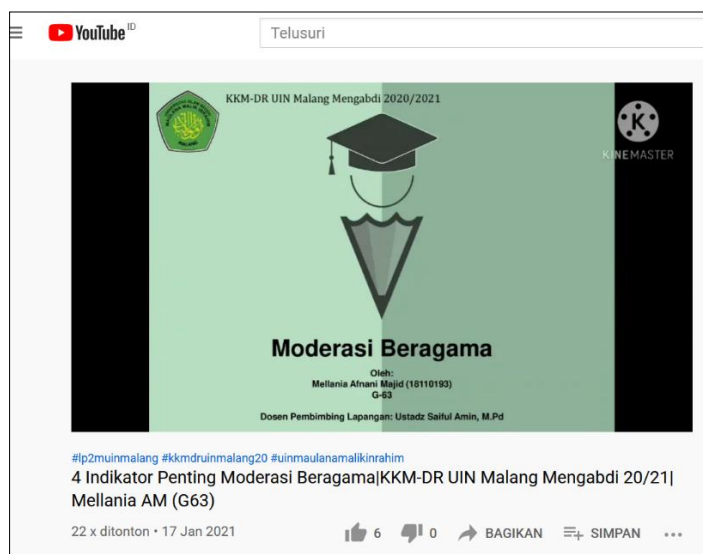 YouTube ID
Telusuri
KKM-DR UIN Malang Mengabdi 2020/2021
K
KINEMASTER
MALANG
Moderasi Beragama
Oleh:
Mellania Afnani Majid (18110193)
G-63
Dosen Pembimbing Lapangan: Ustadz Saiful Amin, M.Pd
#lp2muinmalang #kkmdruinmalang20 #uinmaulanamalikinrahim
4 Indikator Penting Moderasi Beragama|KKM-DR UIN Malang Mengabdi 20/21|
Mellania AM (G63)
22 x ditonton • 17 Jan 2021
6
0
BAGIKAN
SIMPAN